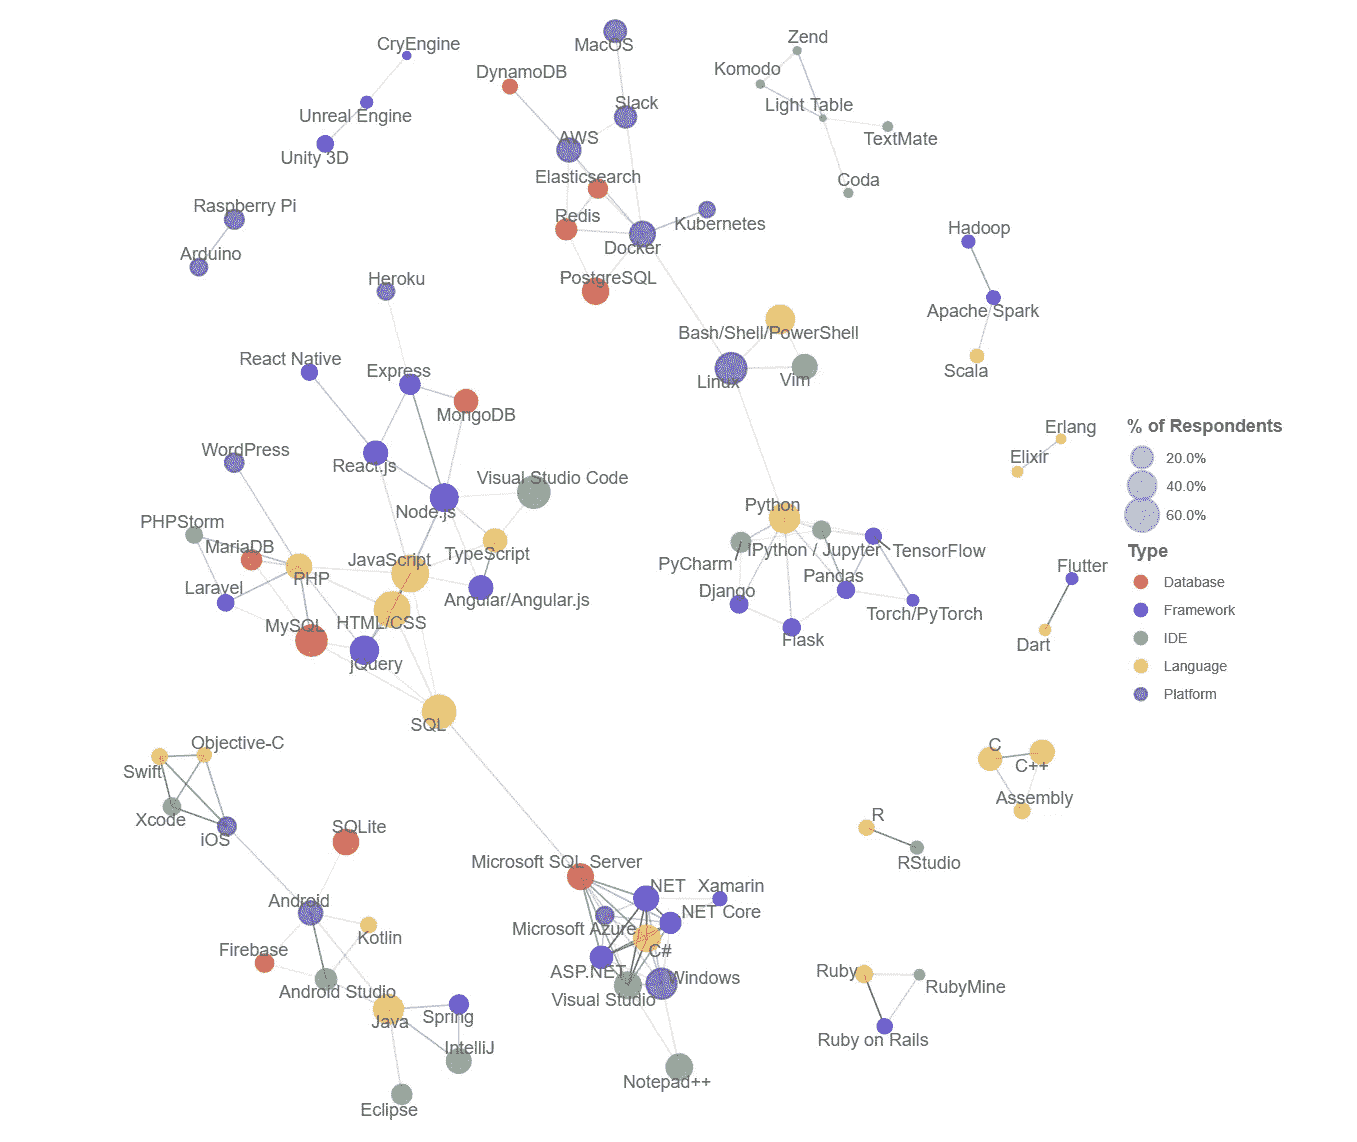 MacOS
CryEngine
Zend
DynamoDB
Komodo
Slack
Light Table
Unreal Engine
AWS
TextMate
Unity 3D
Elasticsearch
Coda
Raspberry Pi
Redis
Kubernetes
Hadoop
Docker
Arduino
PostgreSQL
Heroku
Apache Spark
Bash/Shell/PowerShell
React Native
Express
Linux
Vim
Scala
MongoDB
Erlang
% of Respondents
WordPress
Elixir
20.0%
React.js
Visual Studio Code
40.0%
Node.js
Python
60.0%
PHPStorm
MariaDB
JavaScript
TypeScript
IPython / Jupyter
TensorFlow
Type
PyCharm
Flutter
PHP
Pandas
Database
Laravel
Angular/Angular.js
Django
Torch/PyTorch
Framework
MySQL
HTML/CSS
Flask
Dart
IDE
jQuery
Language
Platform
SQL
Objective-C
C
Swift
C++
Assembly
Xcode
R
iOS
SQLite
Microsoft SQL Server
RStudio
.NET
Xamarin
Android
.NET Core
Microsoft Azure
Kotlin
Firebase
C#
ASP.NET
Windows
Ruby
RubyMine
Android Studio
Visual Studio
Java
Spring
IntelliJ
Ruby on Rails
Notepad++
Eclipse